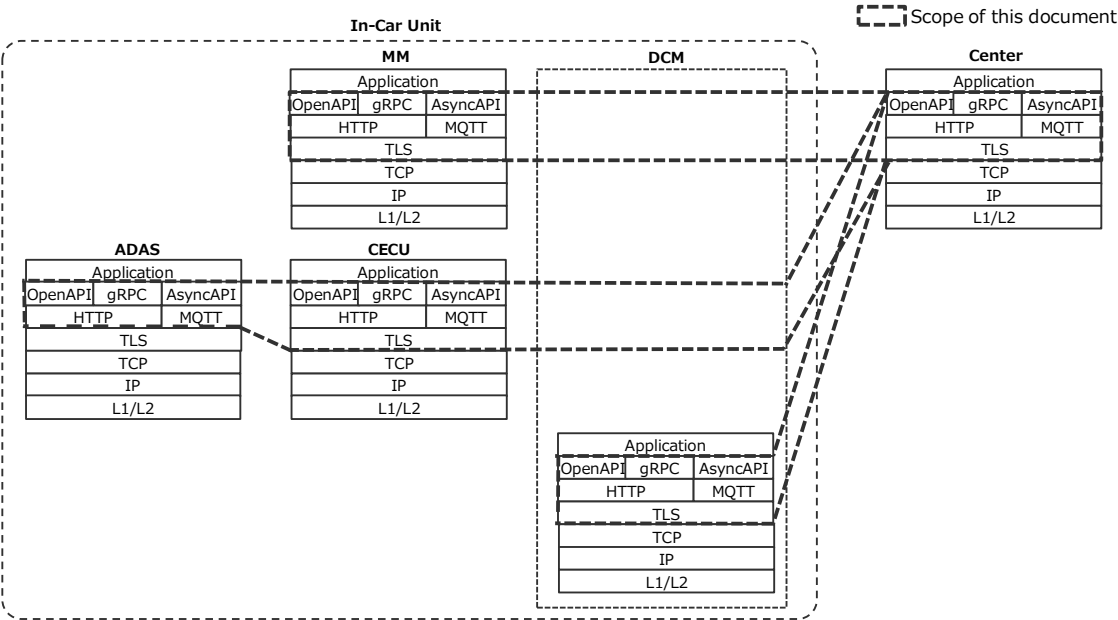 Scope of this document
In-Car Unit
MM
DCM
Center
Application
OpenAPI gRPC AsyncAPI
HTTP MQTT
TLS
TCP
IP
L1/L2
Application
OpenAPI gRPC AsyncAPI
HTTP MQTT
TLS
TCP
IP
L1/L2
ADAS
CECU
Application
OpenAPI gRPC AsyncAPI
HTTP MQTT
TLS
TCP
IP
L1/L2
Application
OpenAPI gRPC AsyncAPI
HTTP MQTT
TLS
TCP
IP
L1/L2
Application
OpenAPI gRPC AsyncAPI
HTTP MQTT
TLS
TCP
IP
L1/L2